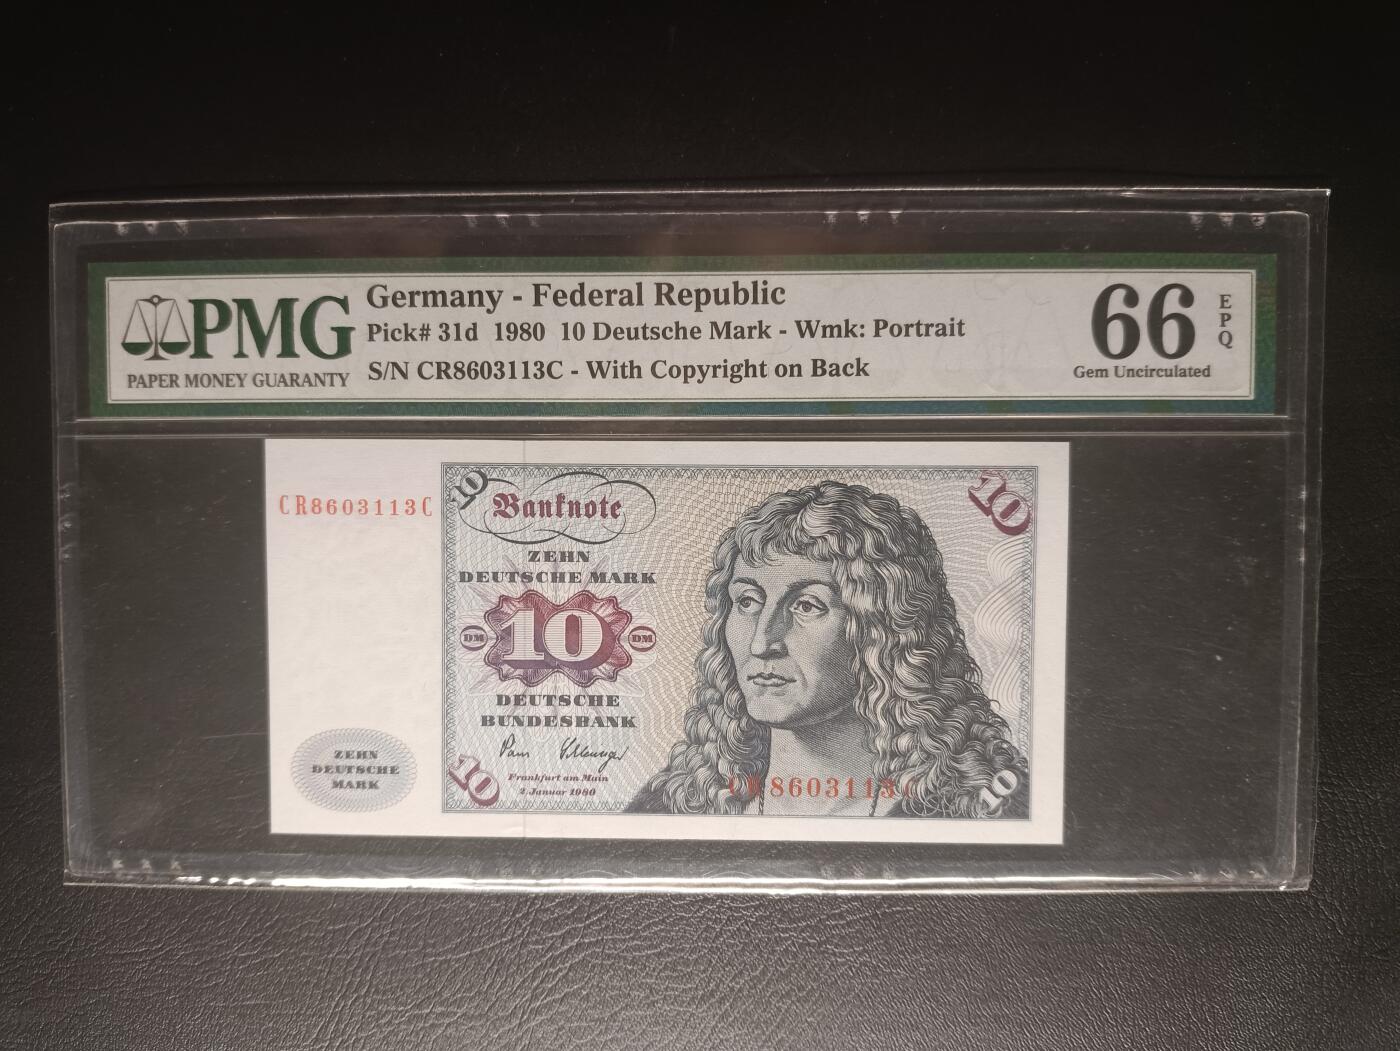 PMG
PAPER MONEY GUARANTY
Germany - Federal Republic
Pick# 31d 1980 10 Deutsche Mark - Wmk: Portrait
S/N CR8603113C - With Copyright on Back
66
EPQ
Gem Uncirculated
CR8603113C
10
Banknote
10
ZEHN
DEUTSCHE MARK
DM
10
DM
DEUTSCHE
BUNDESBANK
Frankfurt am Main
2. Januar 1980
10
ZEHN
DEUTSCHE
MARK
CR8603113C
10